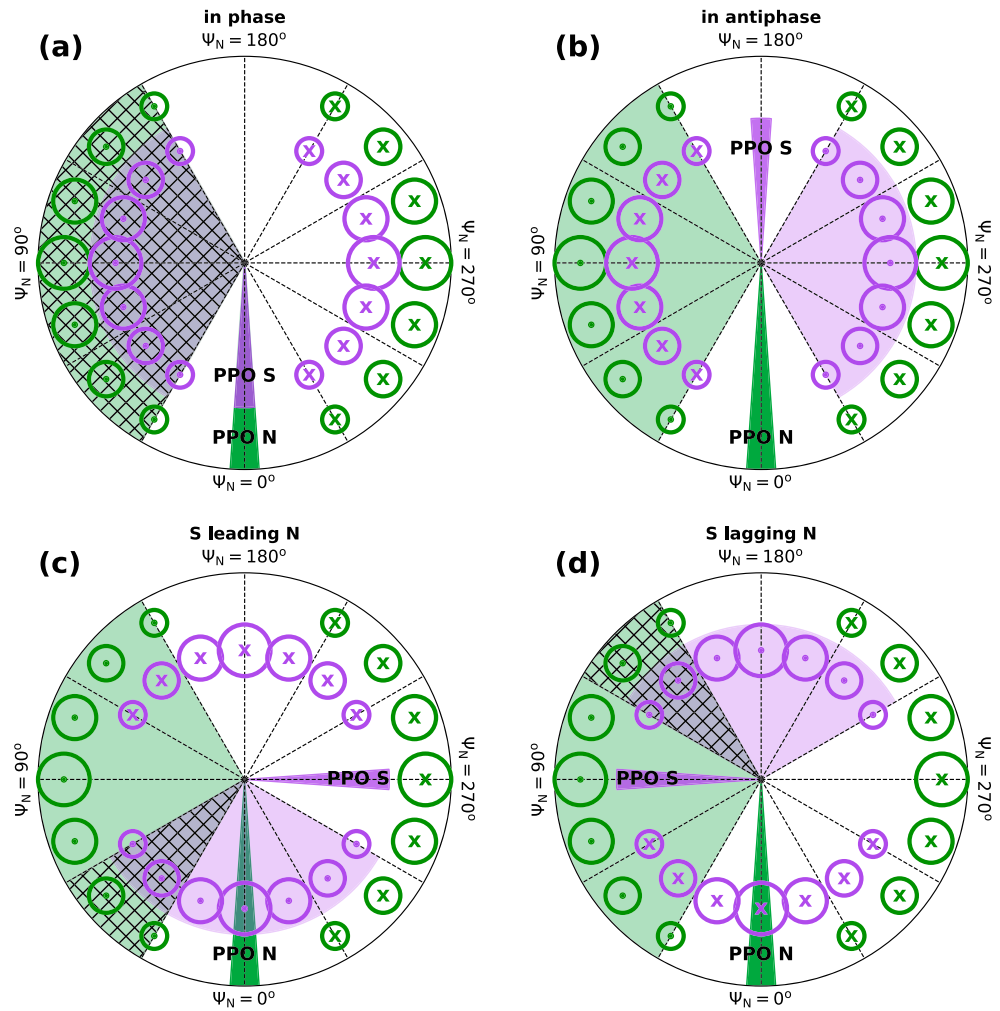 in phase
(a)
Ψ_N = 180°
Ψ_N = 90°
Ψ_N = 270°
PPO S
PPO N
Ψ_N = 0°
in antiphase
(b)
Ψ_N = 180°
PPO S
Ψ_N = 90°
Ψ_N = 270°
PPO N
Ψ_N = 0°
S leading N
(c)
Ψ_N = 180°
Ψ_N = 90°
PPO S
Ψ_N = 270°
PPO N
Ψ_N = 0°
S lagging N
(d)
Ψ_N = 180°
Ψ_N = 90°
PPO S
Ψ_N = 270°
PPO N
Ψ_N = 0°